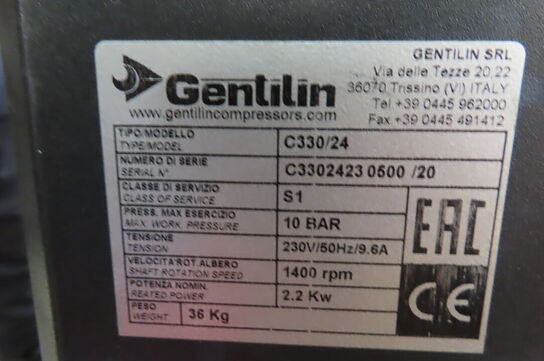 Gentilin
www.gentilincompressors.com
GENTILIN SRL
Via delle Tezze 20,22
36070 Trissino (VI) ITALY
Tel.+39 0445 962000
Fax +39 0445 491412
TIPO/MODELLO
TYPE/MODEL
C330/24
NUMERO DI SERIE
SERIAL N°
C3302423 0500 /20
CLASSE DI SERVIZIO
CLASS OF SERVICE
S1
PRESS. MAX ESERCIZIO
MAX. WORK. PRESSURE
10 BAR
TENSIONE
TENSION
230V/50Hz/9.6A
VELOCITA'ROT.ALBERO
SHAFT ROTATION SPEED
1400 rpm
POTENZA NOMIN.
REATED POWER
2.2 Kw
PESO
WEIGHT
36 Kg
EAC
CE